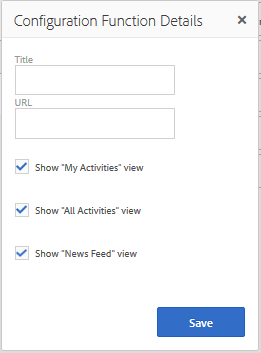 Configuration Function Details
Title
URL
Show "My Activities" view
Show "All Activities" view
Show "News Feed" view
Save